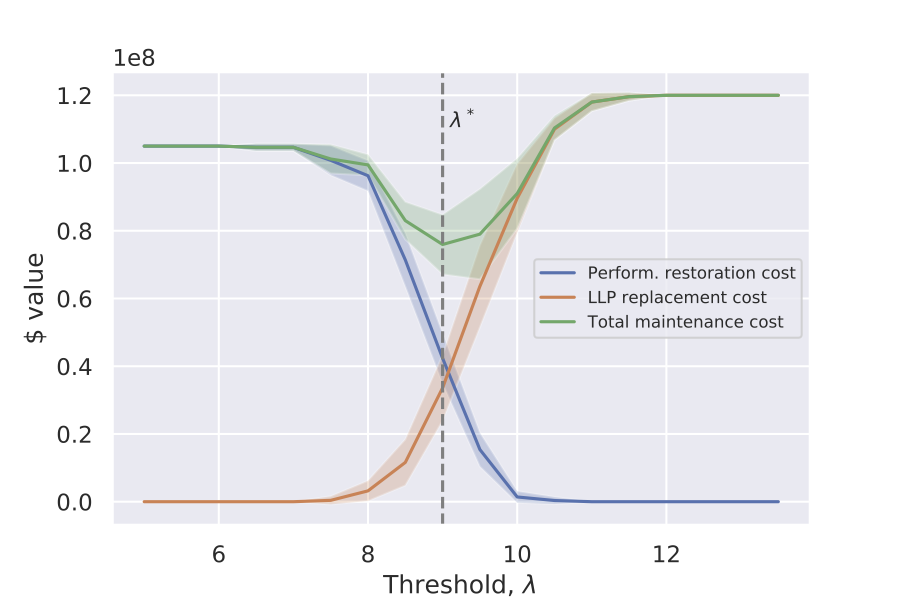 1e8
1.2
1.0
0.8
0.6
0.4
0.2
0.0
$ value
λ*
Perform. restoration cost
LLP replacement cost
Total maintenance cost
6 8 10 12
Threshold, λ